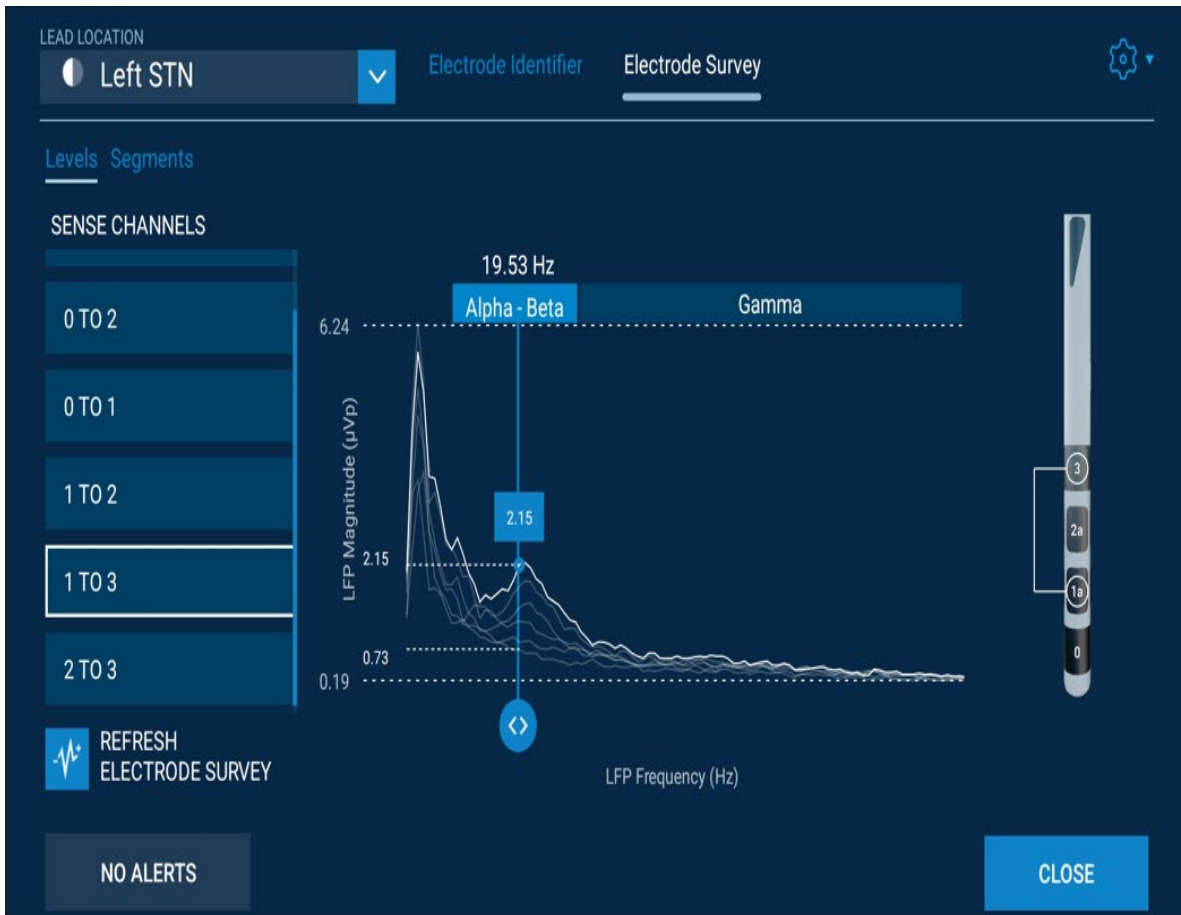 LEAD LOCATION
Left STN
Electrode Identifier
Electrode Survey
Levels Segments
SENSE CHANNELS
0 TO 2
0 TO 1
1 TO 2
1 TO 3
2 TO 3
REFRESH
ELECTRODE SURVEY
19.53 Hz
Alpha - Beta
Gamma
6.24
LFP Magnitude (µVp)
2.15
2.15
0.73
0.19
LFP Frequency (Hz)
3
2a
1a
0
NO ALERTS
CLOSE